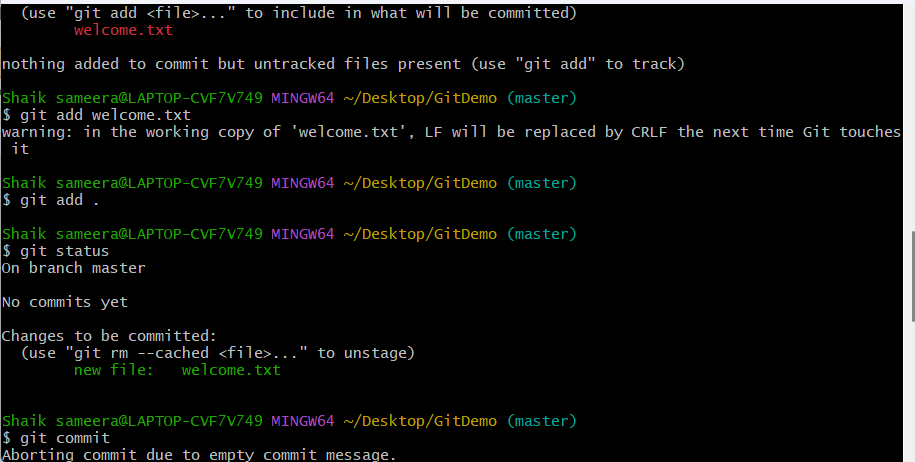 (use "git add <file>..." to include in what will be committed)
welcome.txt
nothing added to commit but untracked files present (use "git add" to track)
Shaik sameera@LAPTOP-CVF7V749 MINGW64 ~/Desktop/GitDemo (master)
$ git add welcome.txt
warning: in the working copy of 'welcome.txt', LF will be replaced by CRLF the next time Git touches
it
Shaik sameera@LAPTOP-CVF7V749 MINGW64 ~/Desktop/GitDemo (master)
$ git add .
Shaik sameera@LAPTOP-CVF7V749 MINGW64 ~/Desktop/GitDemo (master)
$ git status
On branch master
No commits yet
Changes to be committed:
(use "git rm --cached <file>..." to unstage)
new file:   welcome.txt
Shaik sameera@LAPTOP-CVF7V749 MINGW64 ~/Desktop/GitDemo (master)
$ git commit
Aborting commit due to empty commit message.